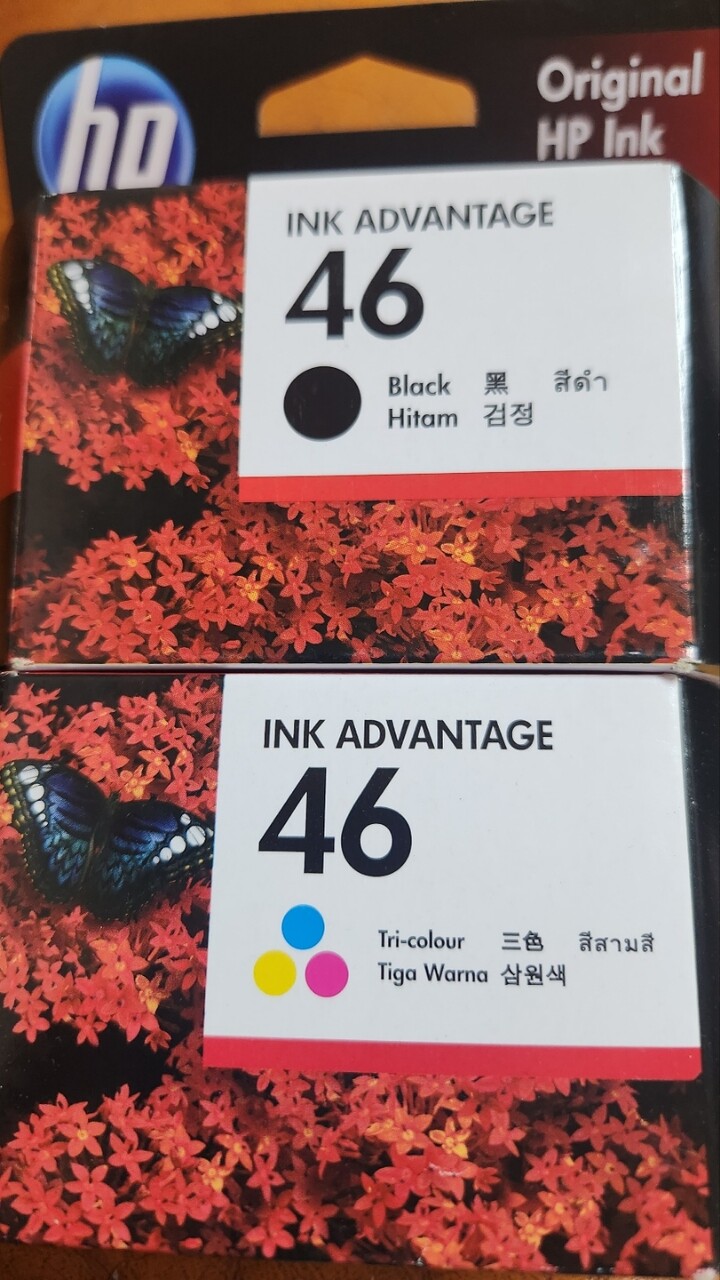 hp
Original
HP Ink
INK ADVANTAGE
46
Black 黑 สีดำ
Hitam 검정
INK ADVANTAGE
46
Tri-colour 三色 สีสามสี
Tiga Warna 삼원색